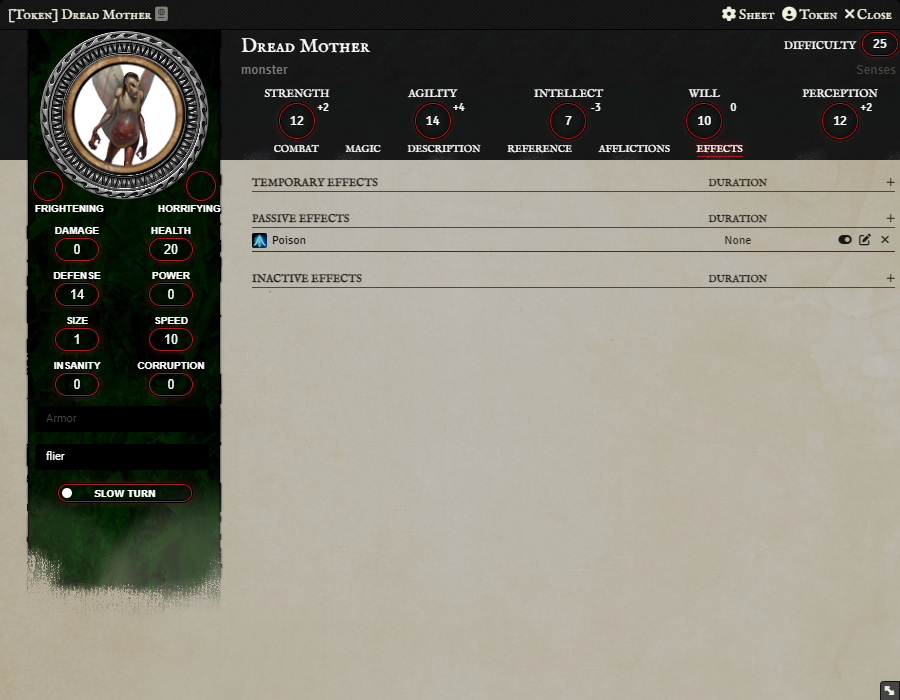 [Token] Dread Mother Sheet Token Close
Dread Mother DIFFICULTY 25
monster Senses
STRENGTH AGILITY INTELLECT WILL PERCEPTION
12 +2 14 +4 7 -3 10 0 12 +2
COMBAT MAGIC DESCRIPTION REFERENCE AFFLICTIONS EFFECTS
FRIGHTENING HORRIFYING
DAMAGE HEALTH
0 20
DEFENSE POWER
14 0
SIZE SPEED
1 10
INSANITY CORRUPTION
0 0
Armor
flier
SLOW TURN
TEMPORARY EFFECTS DURATION +
PASSIVE EFFECTS DURATION +
Poison None
INACTIVE EFFECTS DURATION +